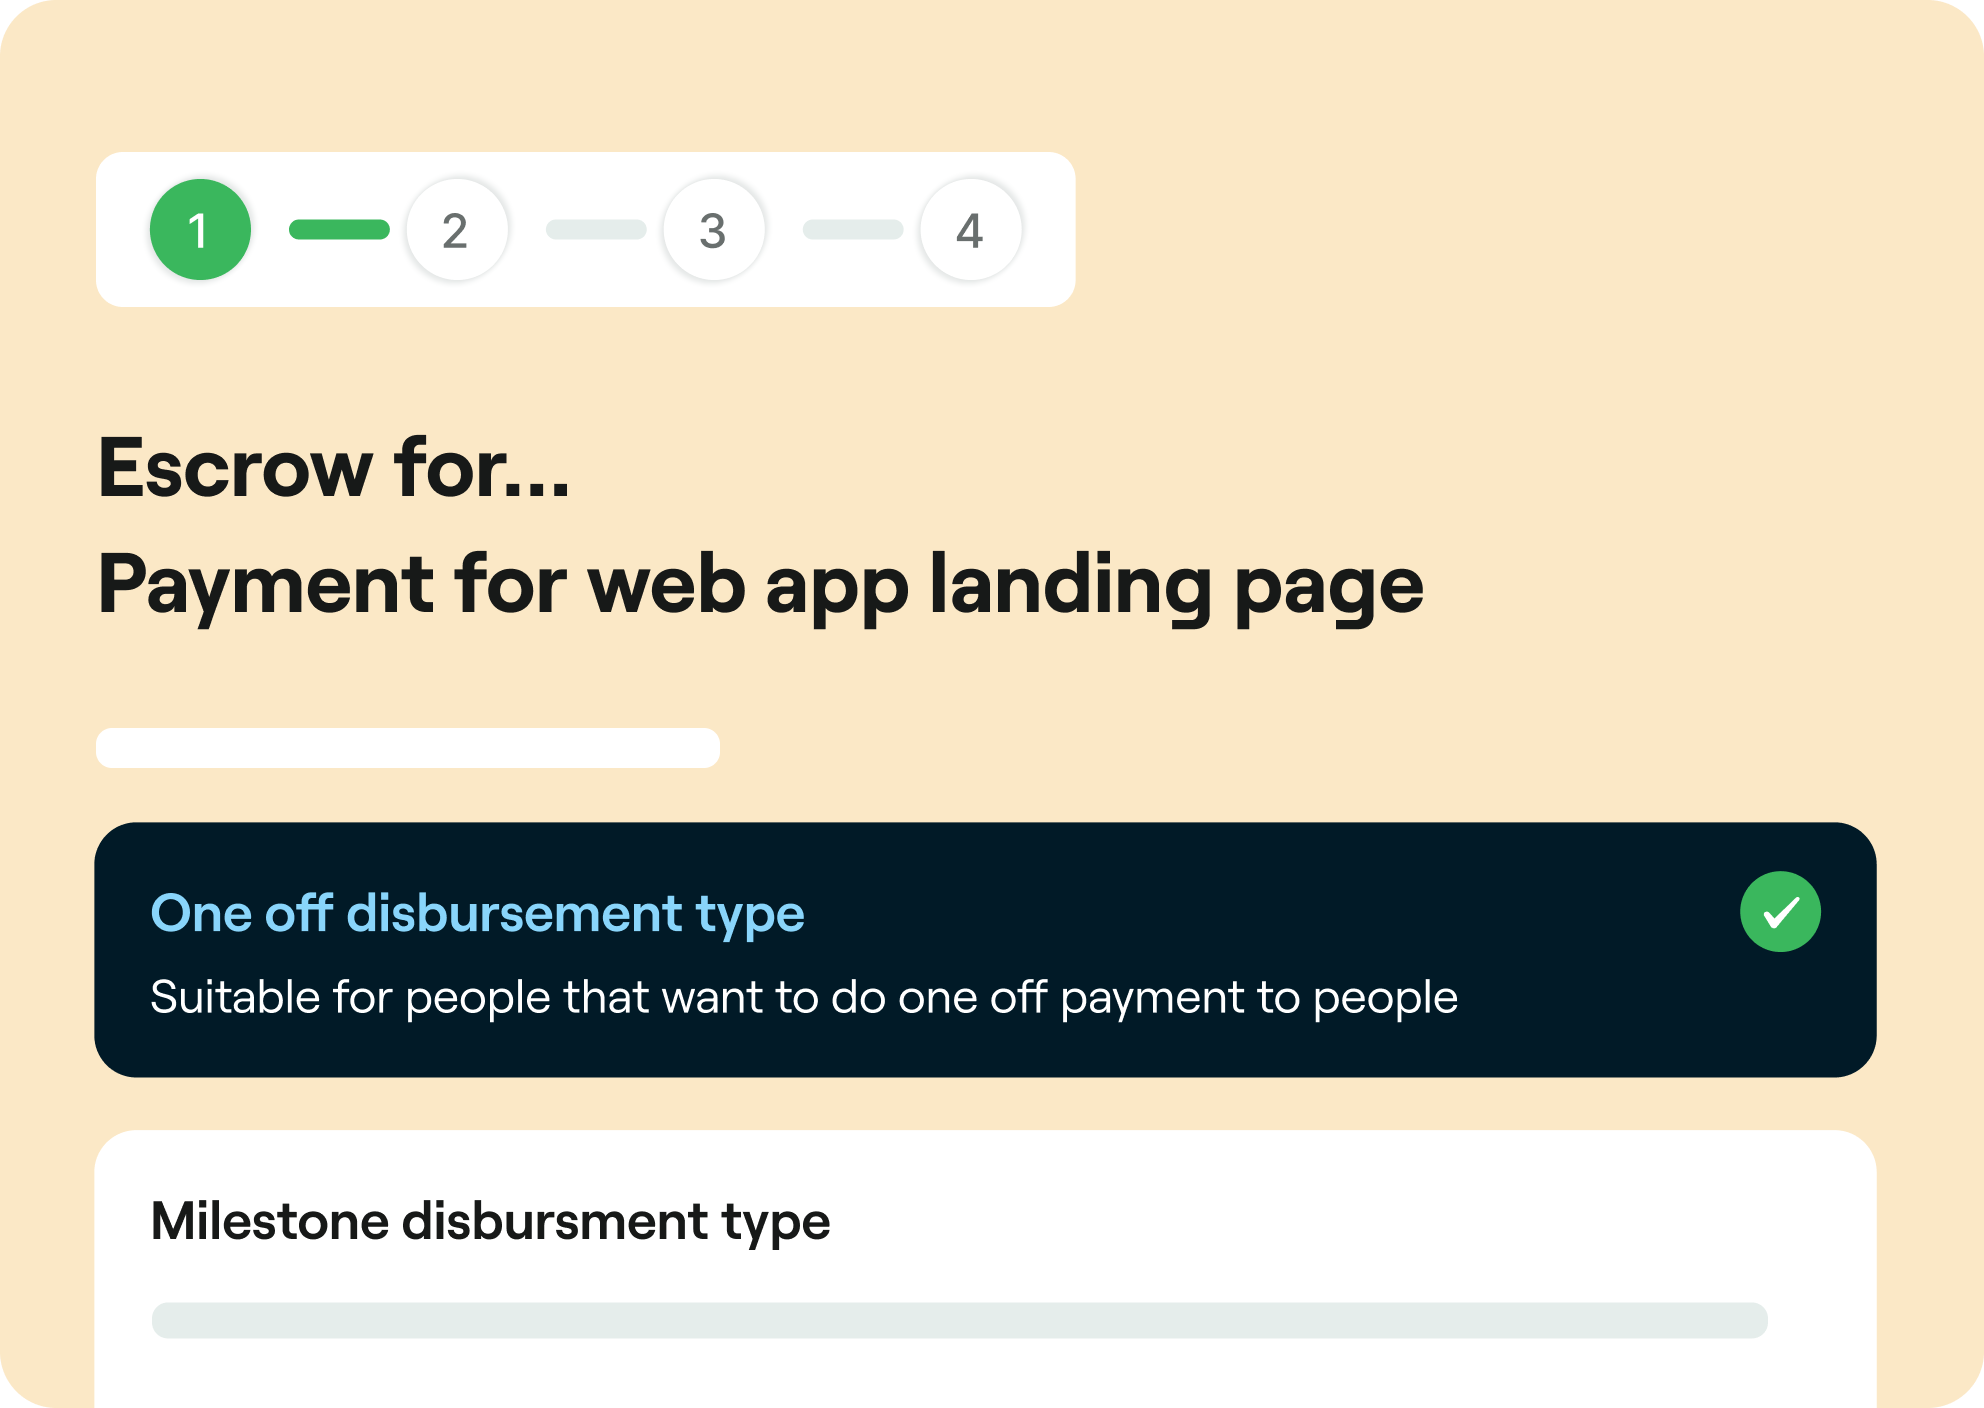 1 2 3 4
Escrow for...
Payment for web app landing page
One off disbursement type
Suitable for people that want to do one off payment to people
Milestone disbursment type